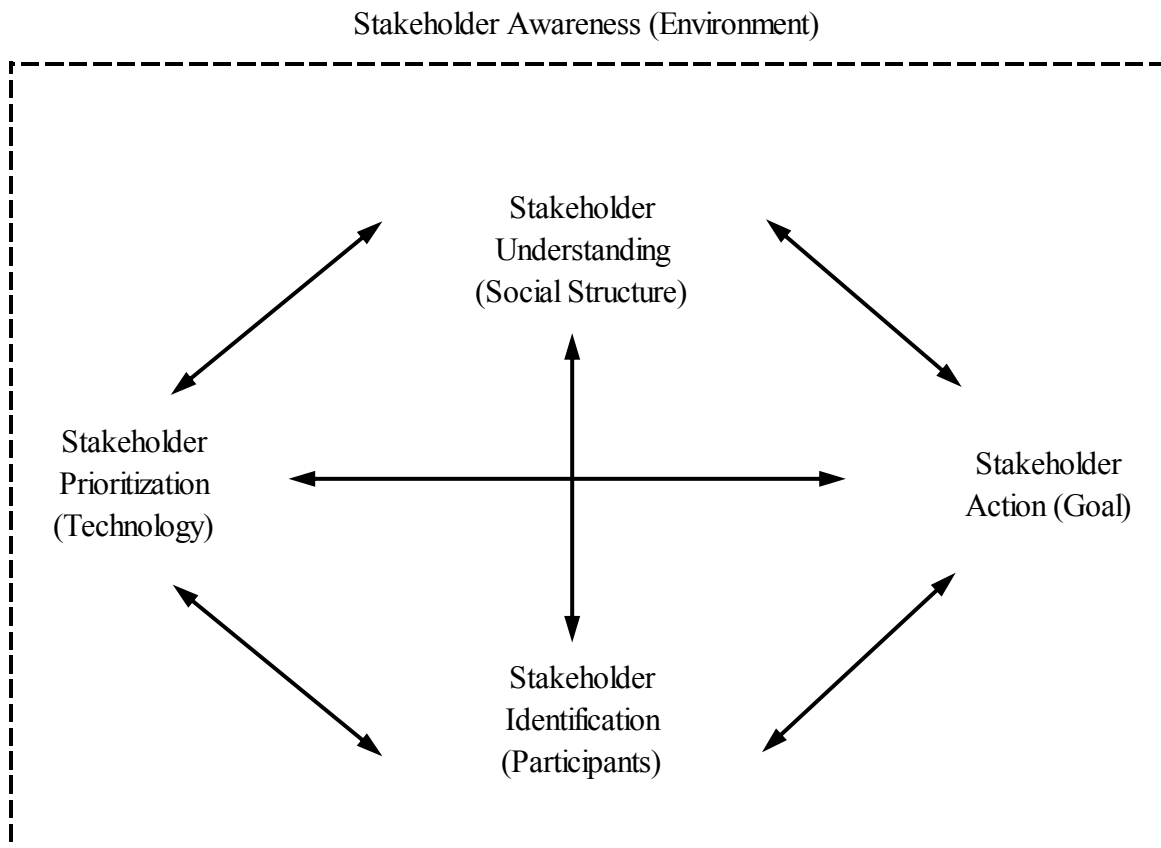 Stakeholder Awareness (Environment)
Stakeholder
Understanding
(Social Structure)
Stakeholder
Prioritization
(Technology)
Stakeholder
Action (Goal)
Stakeholder
Identification
(Participants)